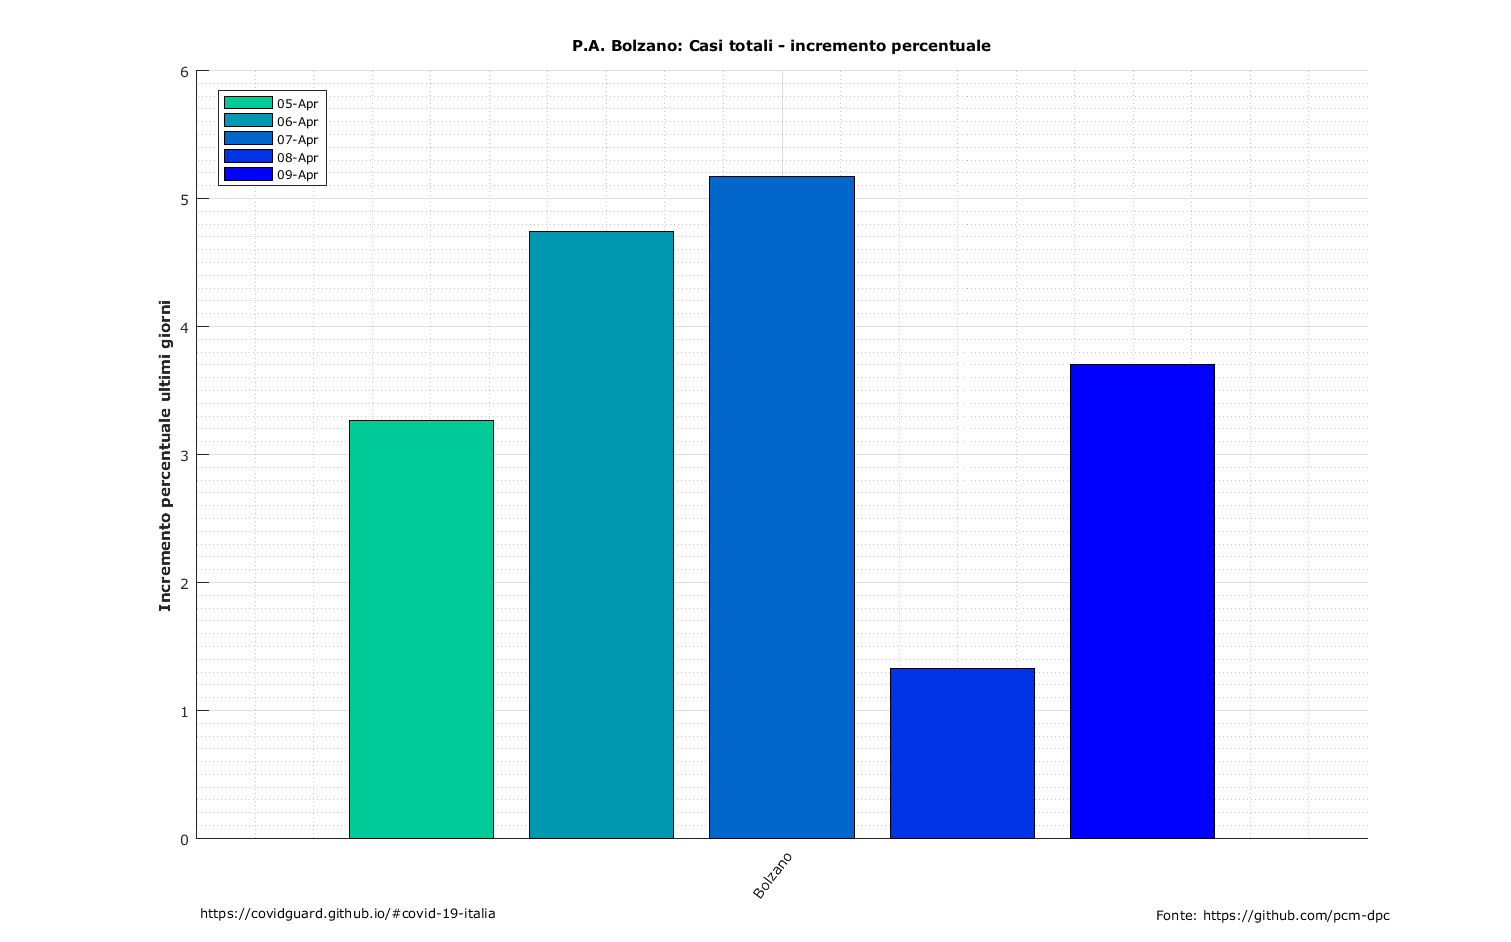 P.A. Bolzano: Casi totali - incremento percentuale
6
5
4
3
2
1
0
05-Apr
06-Apr
07-Apr
08-Apr
09-Apr
Incremento percentuale ultimi giorni
Bolzano
https://covidguard.github.io/#covid-19-italia
Fonte: https://github.com/pcm-dpc